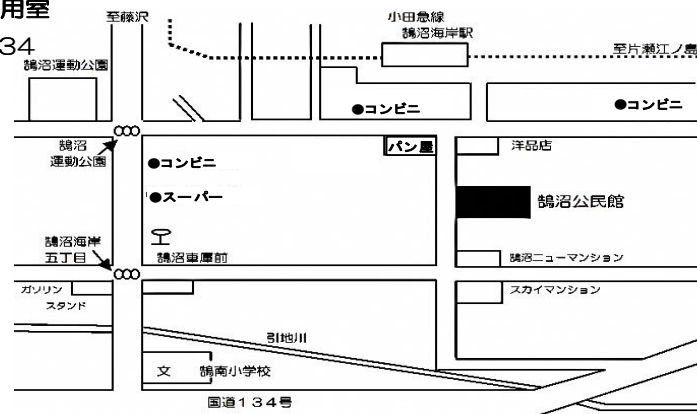 用室
34
至藤沢
小田急線
鵠沼海岸駅
至片瀬江ノ島
鵠沼運動公園
●コンビニ
●コンビニ
鵠沼
運動公園
パン屋
洋品店
●コンビニ
●スーパー
鵠沼公民館
鵠沼海岸
五丁目
鵠沼車庫前
鵠沼ニューマンション
ガソリン
スタンド
スカイマンション
引地川
文 鵠南小学校
国道134号